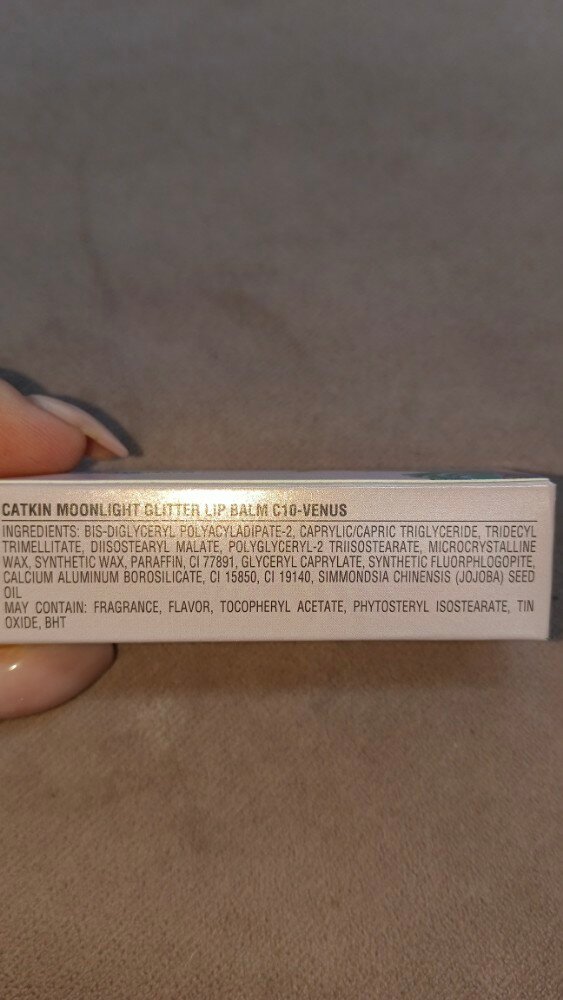 CATKIN MOONLIGHT GLITTER LIP BALM C10-VENUS
INGREDIENTS: BIS-DIGLYCERYL POLYACYLADIPATE-2, CAPRYLIC/CAPRIC TRIGLYCERIDE, TRIDECYL
TRIMELLITATE, DIISOSTEARYL MALATE, POLYGLYCERYL-2 TRIISOSTEARATE, MICROCRYSTALLINE
WAX, SYNTHETIC WAX, PARAFFIN, CI 77891, GLYCERYL CAPRYLATE, SYNTHETIC FLUORPHLOGOPITE,
CALCIUM ALUMINUM BOROSILICATE, CI 15850, CI 19140, SIMMONDSIA CHINENSIS (JOJOBA) SEED
OIL
MAY CONTAIN: FRAGRANCE, FLAVOR, TOCOPHERYL ACETATE, PHYTOSTERYL ISOSTEARATE, TIN
OXIDE, BHT